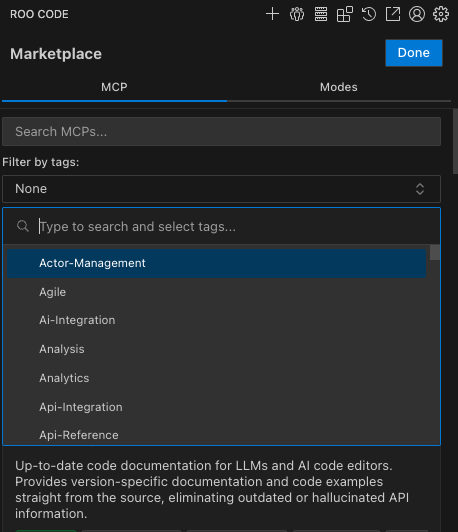 ROO CODE
Marketplace
Done
MCP
Modes
Search MCPs...
Filter by tags:
None
Type to search and select tags...
Actor-Management
Agile
Ai-Integration
Analysis
Analytics
Api-Integration
Api-Reference
Up-to-date code documentation for LLMs and AI code editors.
Provides version-specific documentation and code examples
straight from the source, eliminating outdated or hallucinated API
information.